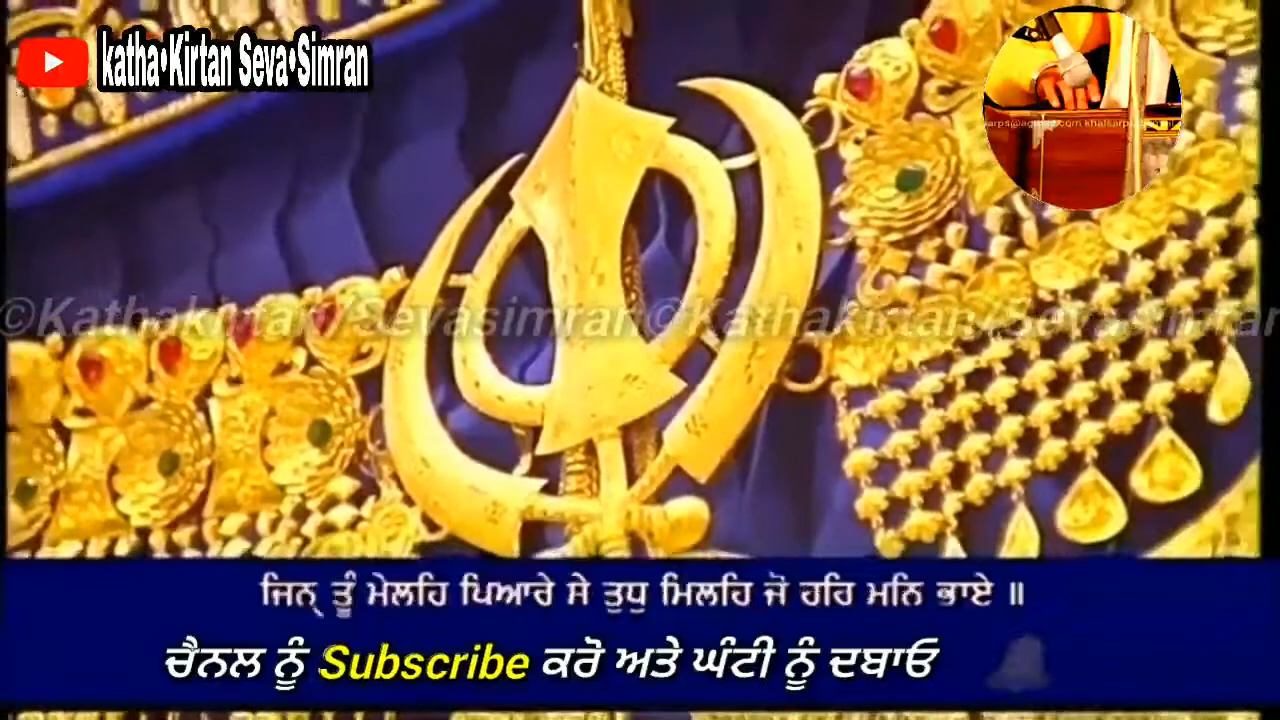 katha•Kirtan Seva•Simran
©Kathakirtan/Sevasimran©Kathakirtan/Sevasimran
ਜਿਨ੍ ਤੂੰ ਮੇਲਹਿ ਪਿਆਰੇ ਸੇ ਤੁਧੁ ਮਿਲਹਿ ਜੋ ਹਰਿ ਮਨਿ ਭਾਏ ॥
ਚੈਨਲ ਨੂੰ Subscribe ਕਰੋ ਅਤੇ ਘੰਟੀ ਨੂੰ ਦਬਾਓ